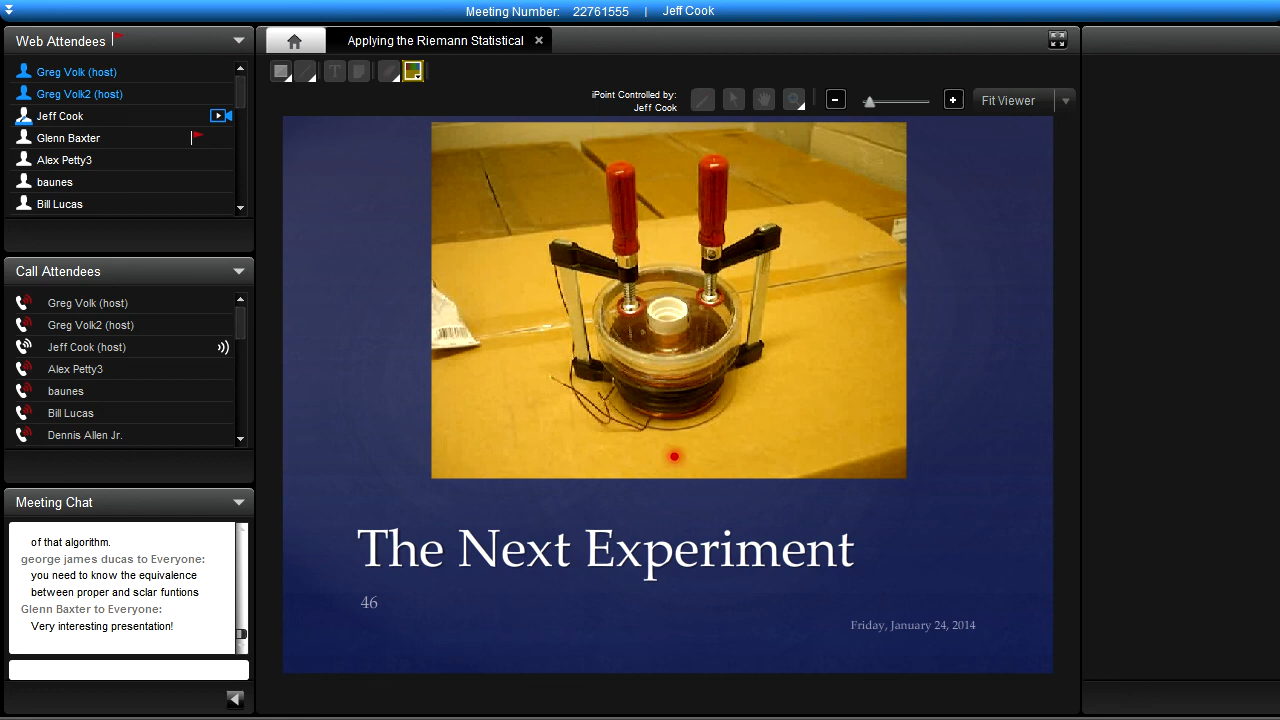 Meeting Number: 22761555 | Jeff Cook
Web Attendees
Greg Volk (host)
Greg Volk2 (host)
Jeff Cook
Glenn Baxter
Alex Petty3
baunes
Bill Lucas
Call Attendees
Greg Volk (host)
Greg Volk2 (host)
Jeff Cook (host)
Alex Petty3
baunes
Bill Lucas
Dennis Allen Jr.
Meeting Chat
of that algorithm.
george james ducas to Everyone:
you need to know the equivalence
between proper and sclar funtions
Glenn Baxter to Everyone:
Very interesting presentation!
Applying the Riemann Statistical
T
iPoint Controlled by:
Jeff Cook
Fit Viewer
The Next Experiment
46
Friday, January 24, 2014